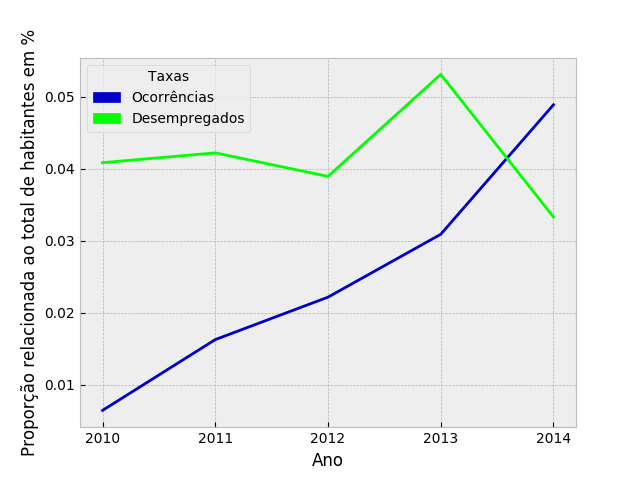 Proporção relacionada ao total de habitantes em %
Taxas
Ocorrências
Desempregados
0.05
0.04
0.03
0.02
0.01
2010 2011 2012 2013 2014
Ano